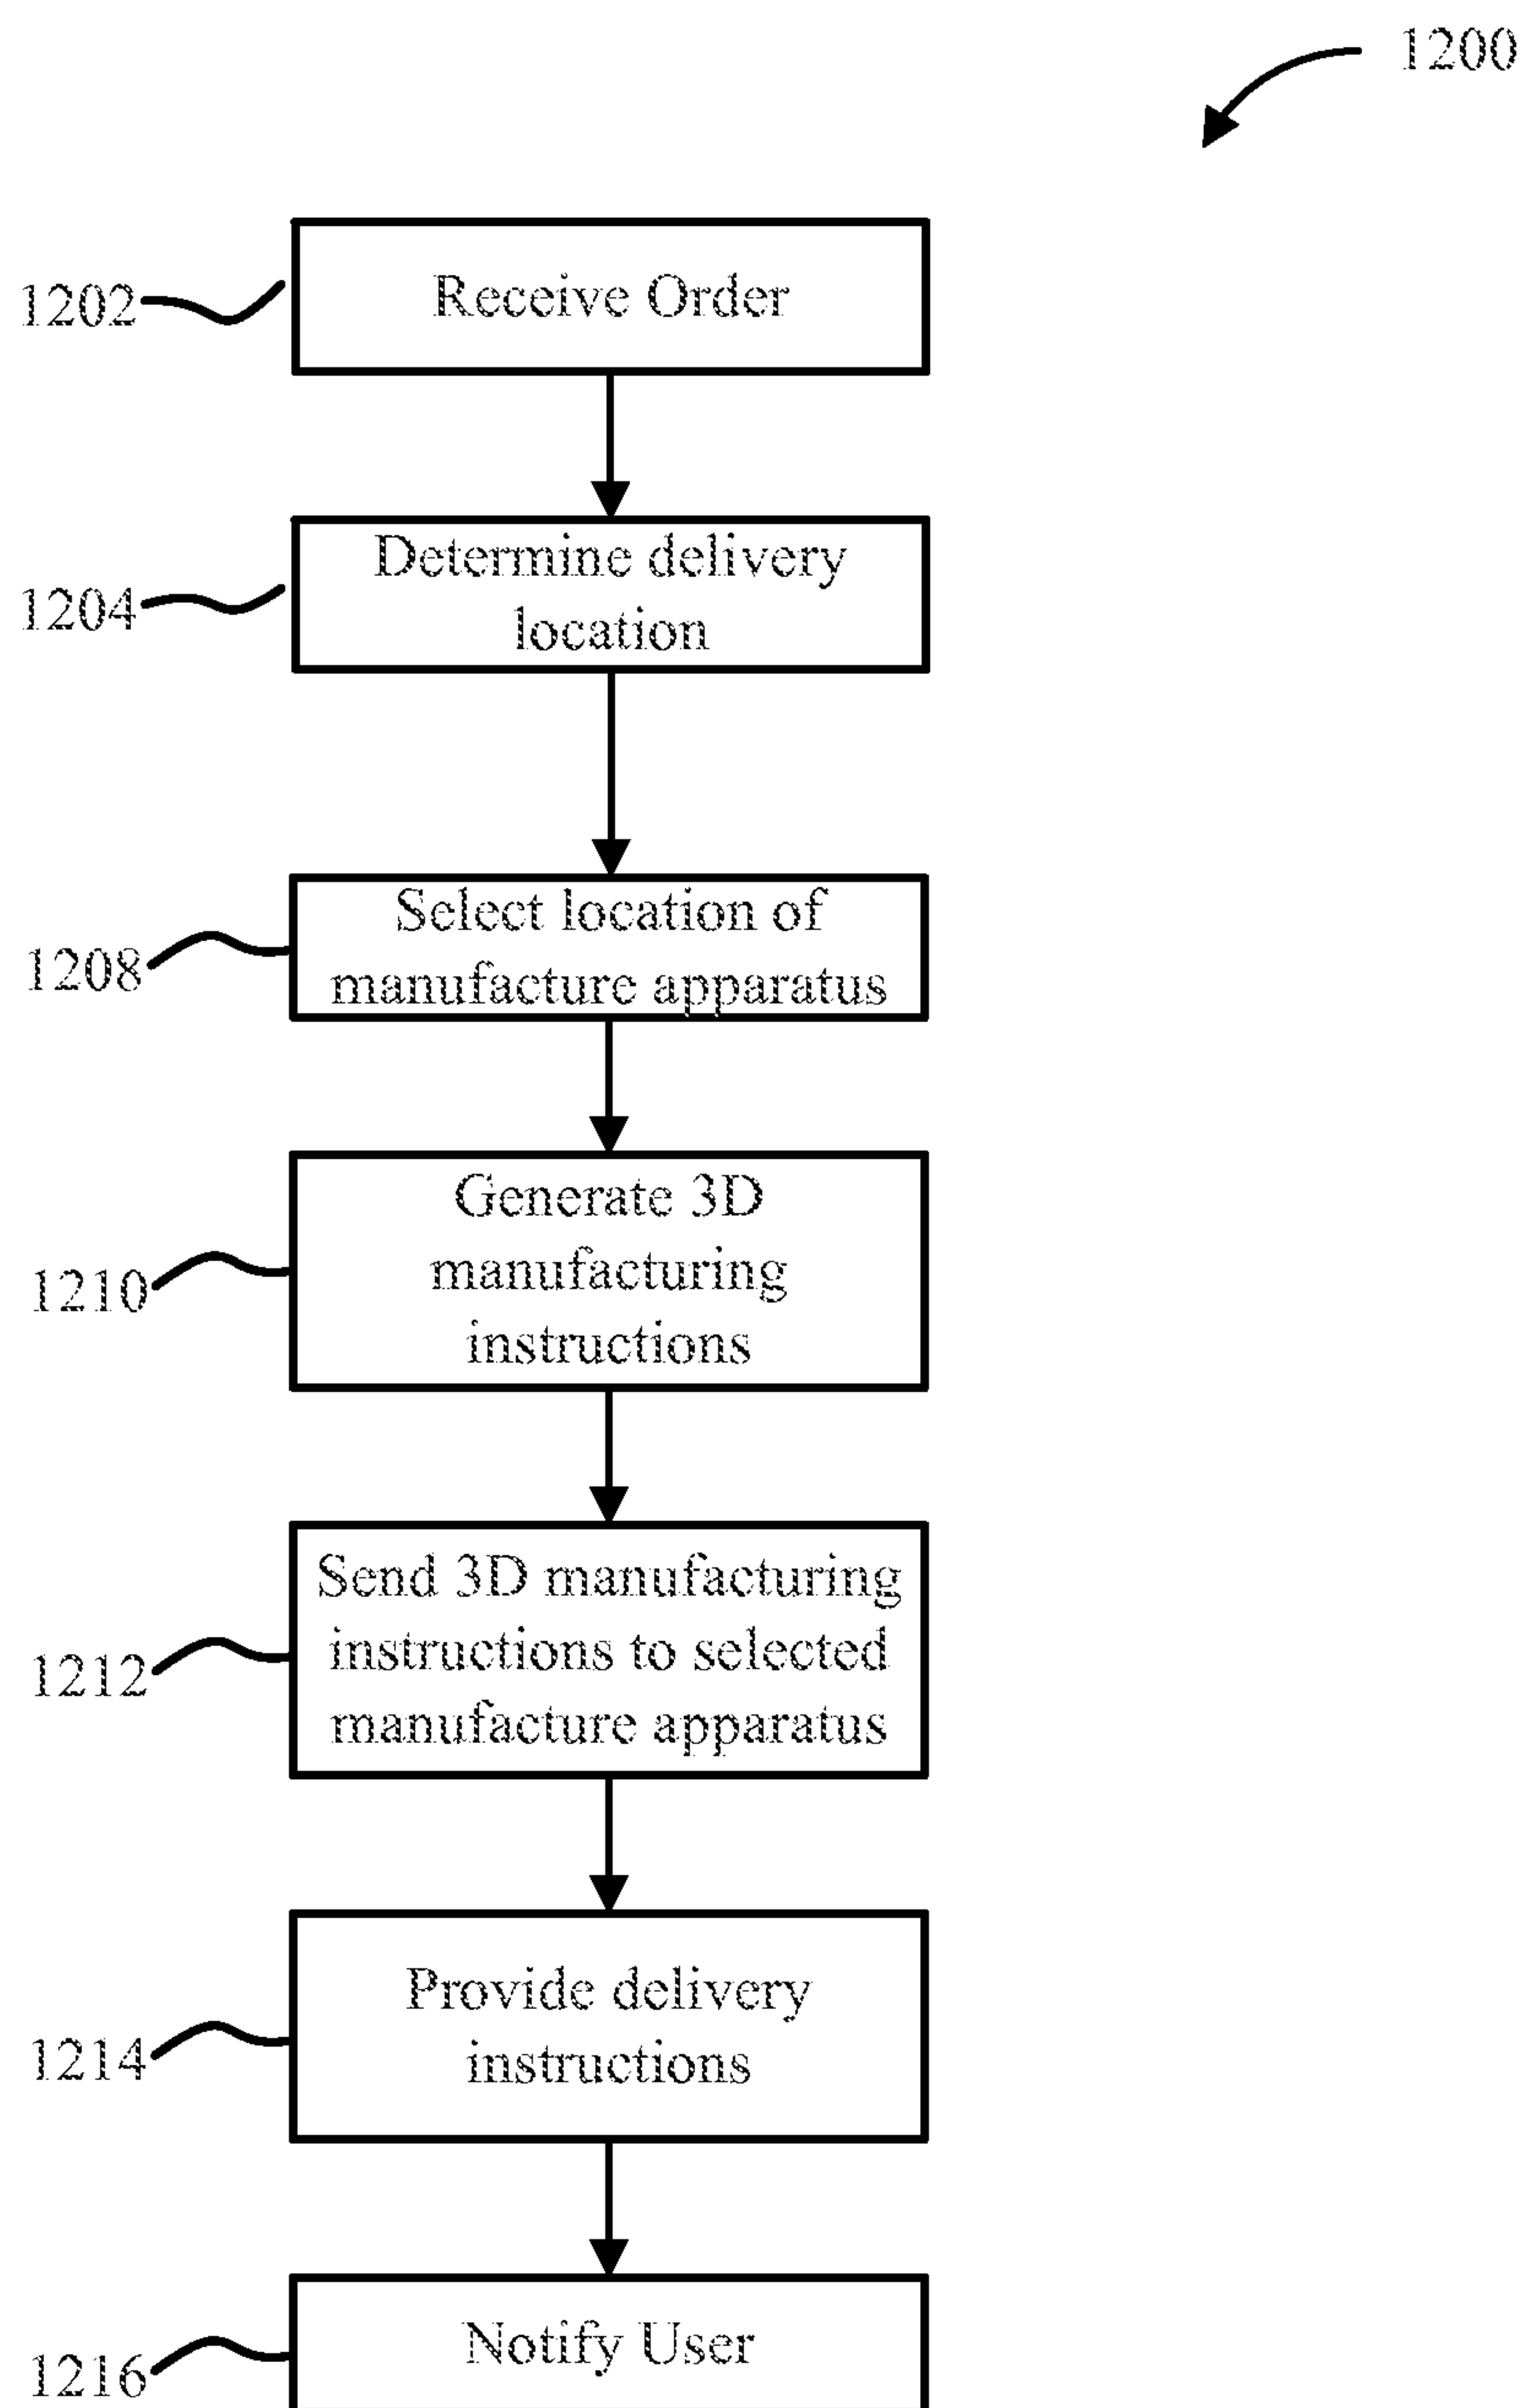 1200
1202
Receive Order
1204
Determine delivery
location
1208
Select location of
manufacture apparatus
1210
Generate 3D
manufacturing
instructions
1212
Send 3D manufacturing
instructions to selected
manufacture apparatus
1214
Provide delivery
instructions
1216
Notify User